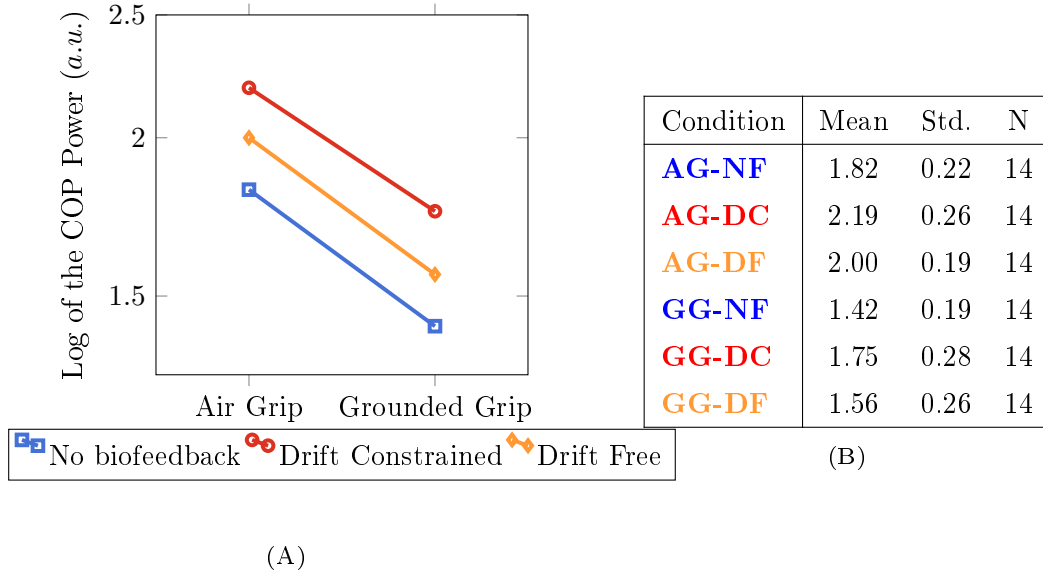 Log of the COP Power (a.u.)
2.5
2
1.5
Air Grip Grounded Grip
No biofeedback Drift Constrained Drift Free
(A)
Condition Mean Std. N
AG-NF 1.82 0.22 14
AG-DC 2.19 0.26 14
AG-DF 2.00 0.19 14
GG-NF 1.42 0.19 14
GG-DC 1.75 0.28 14
GG-DF 1.56 0.26 14
(B)